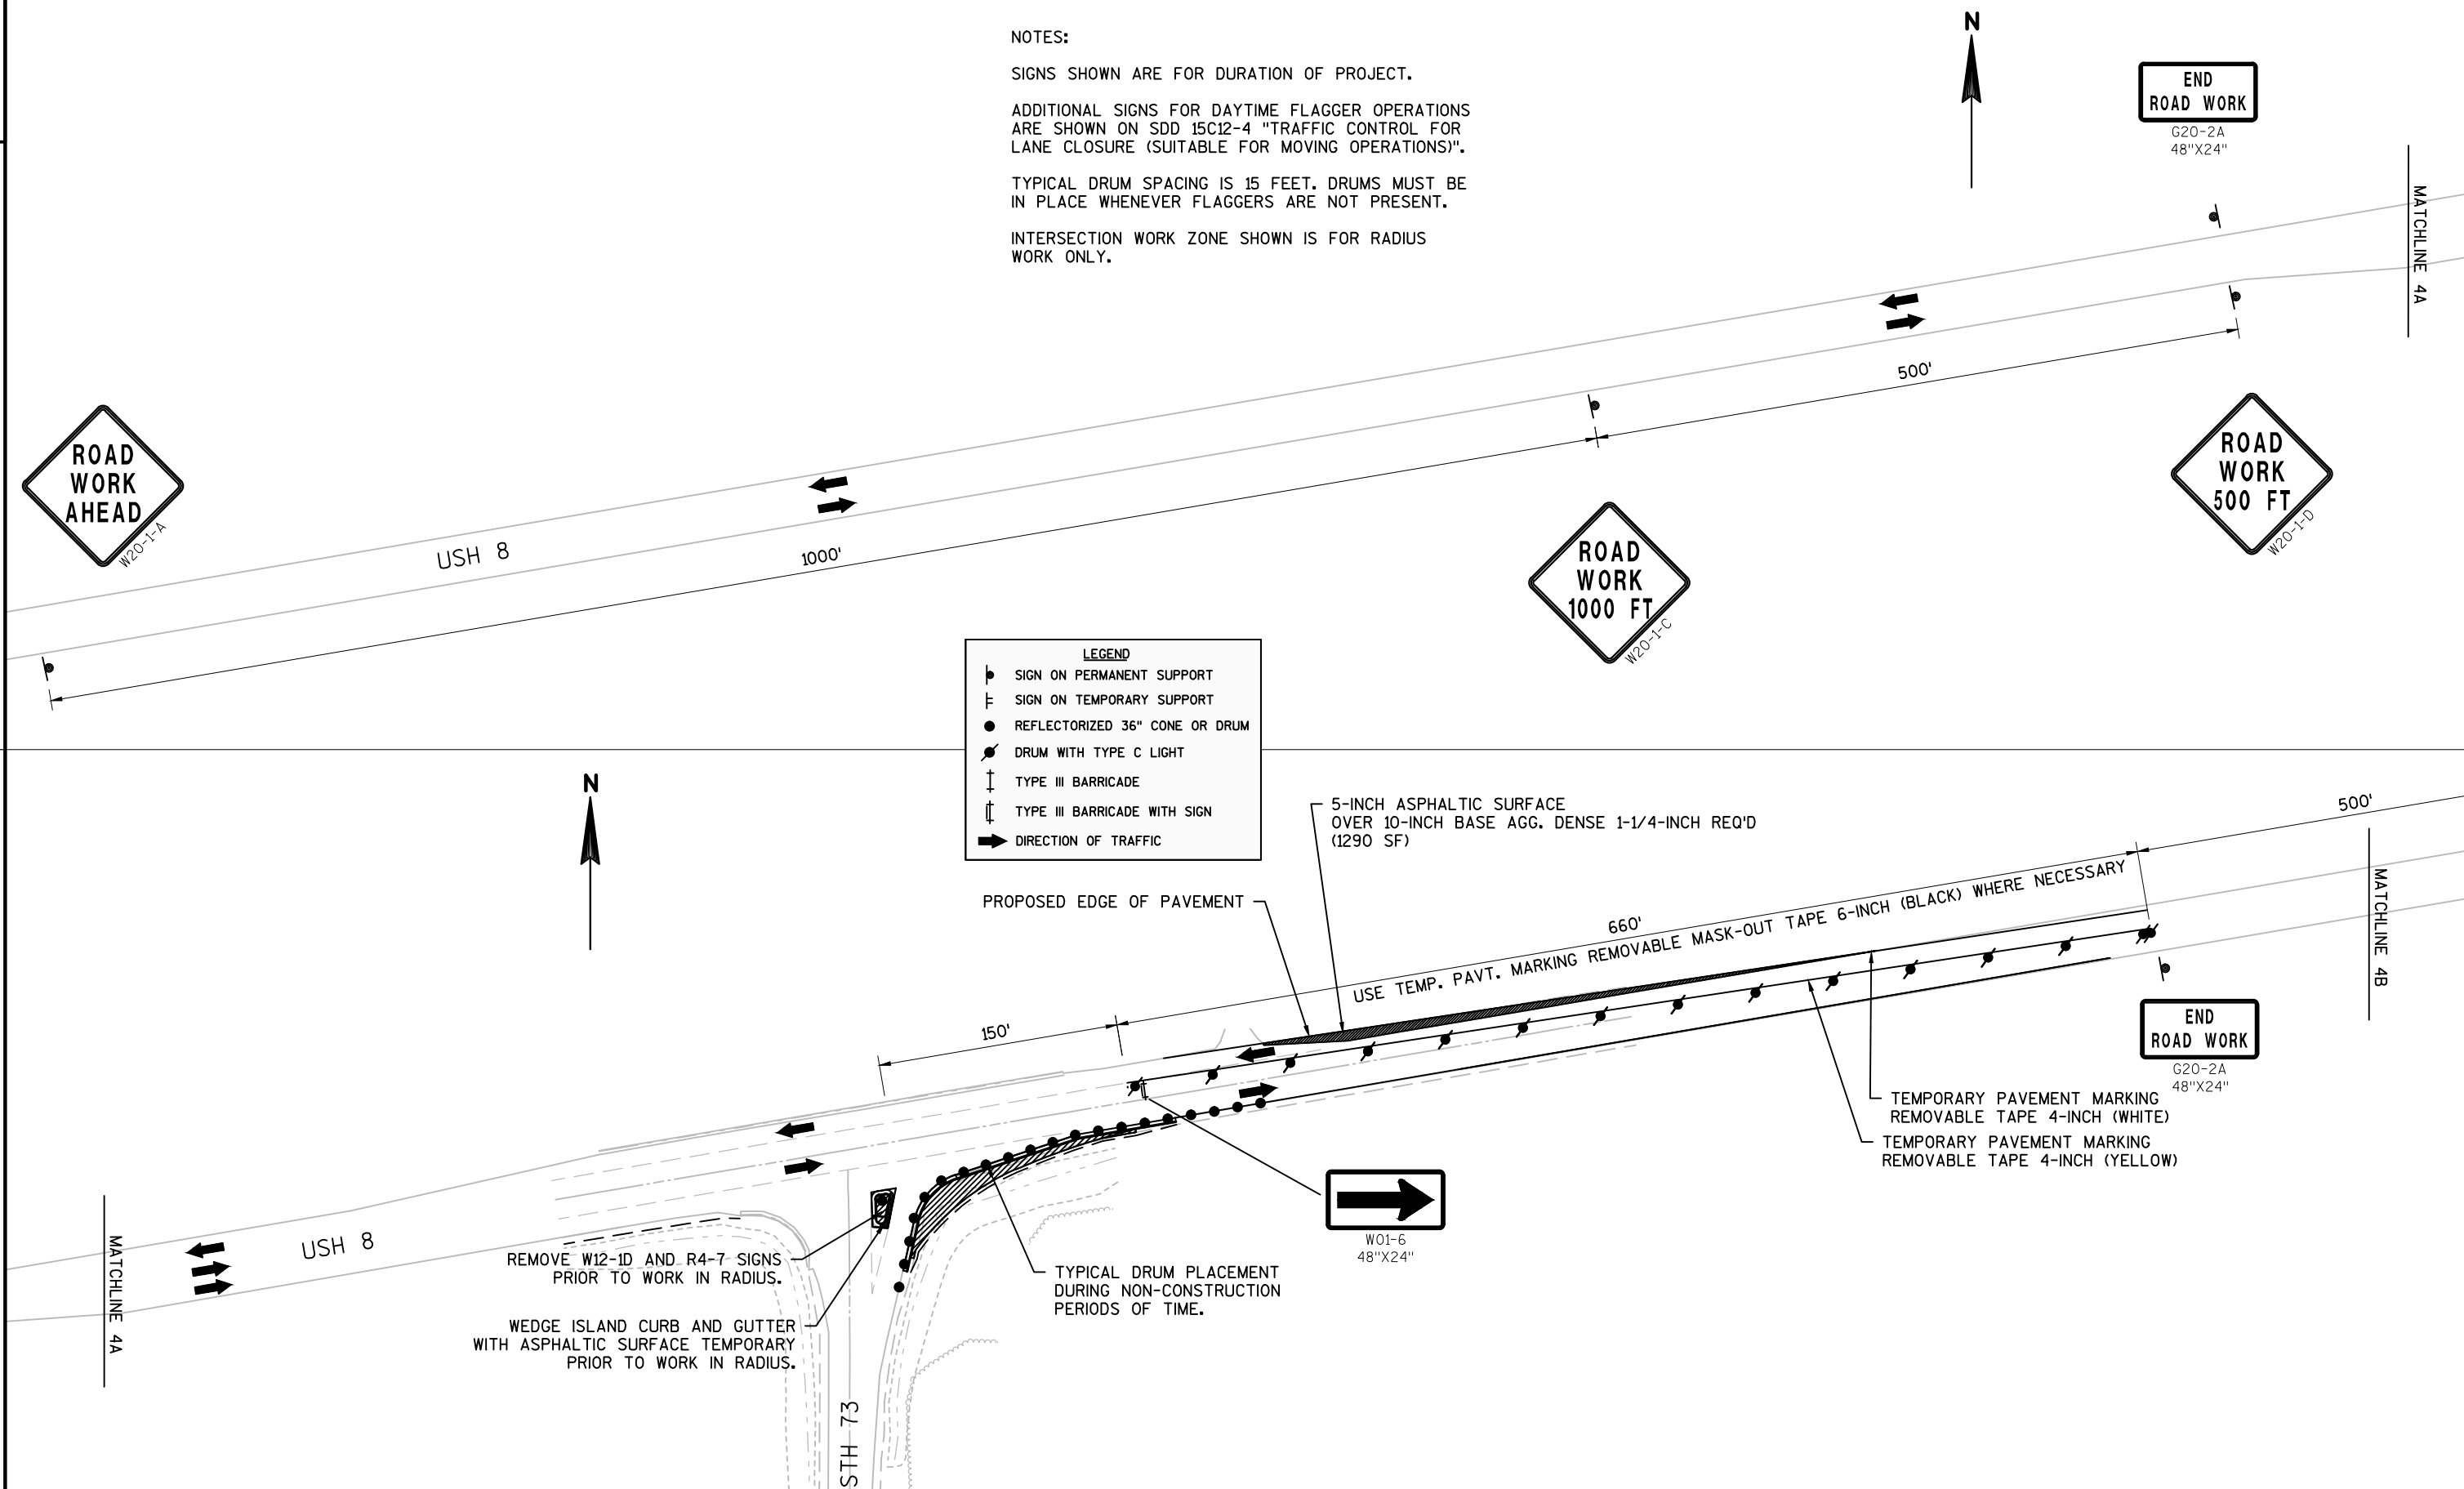 NOTES:
SIGNS SHOWN ARE FOR DURATION OF PROJECT.
ADDITIONAL SIGNS FOR DAYTIME FLAGGER OPERATIONS
ARE SHOWN ON SDD 15C12-4 "TRAFFIC CONTROL FOR
LANE CLOSURE (SUITABLE FOR MOVING OPERATIONS)".
TYPICAL DRUM SPACING IS 15 FEET. DRUMS MUST BE
IN PLACE WHENEVER FLAGGERS ARE NOT PRESENT.
INTERSECTION WORK ZONE SHOWN IS FOR RADIUS
WORK ONLY.
N
END
ROAD WORK
G20-2A
48"X24"
MATCHLINE 4A
500'
ROAD
WORK
AHEAD
W20-1-A
USH 8
1000'
ROAD
WORK
1000 FT
W20-1-C
ROAD
WORK
500 FT
W20-1-D
LEGEND
SIGN ON PERMANENT SUPPORT
SIGN ON TEMPORARY SUPPORT
REFLECTORIZED 36" CONE OR DRUM
DRUM WITH TYPE C LIGHT
TYPE III BARRICADE
TYPE III BARRICADE WITH SIGN
DIRECTION OF TRAFFIC
N
5-INCH ASPHALTIC SURFACE
OVER 10-INCH BASE AGG. DENSE 1-1/4-INCH REQ'D
(1290 SF)
500'
PROPOSED EDGE OF PAVEMENT
660'
USE TEMP. PAVT. MARKING REMOVABLE MASK-OUT TAPE 6-INCH (BLACK) WHERE NECESSARY
150'
MATCHLINE 4B
END
ROAD WORK
G20-2A
48"X24"
TEMPORARY PAVEMENT MARKING
REMOVABLE TAPE 4-INCH (WHITE)
TEMPORARY PAVEMENT MARKING
REMOVABLE TAPE 4-INCH (YELLOW)
WO1-6
48"X24"
MATCHLINE 4A
USH 8
REMOVE W12-1D AND R4-7 SIGNS
PRIOR TO WORK IN RADIUS.
TYPICAL DRUM PLACEMENT
DURING NON-CONSTRUCTION
PERIODS OF TIME.
WEDGE ISLAND CURB AND GUTTER
WITH ASPHALTIC SURFACE TEMPORARY
PRIOR TO WORK IN RADIUS.
STH 73